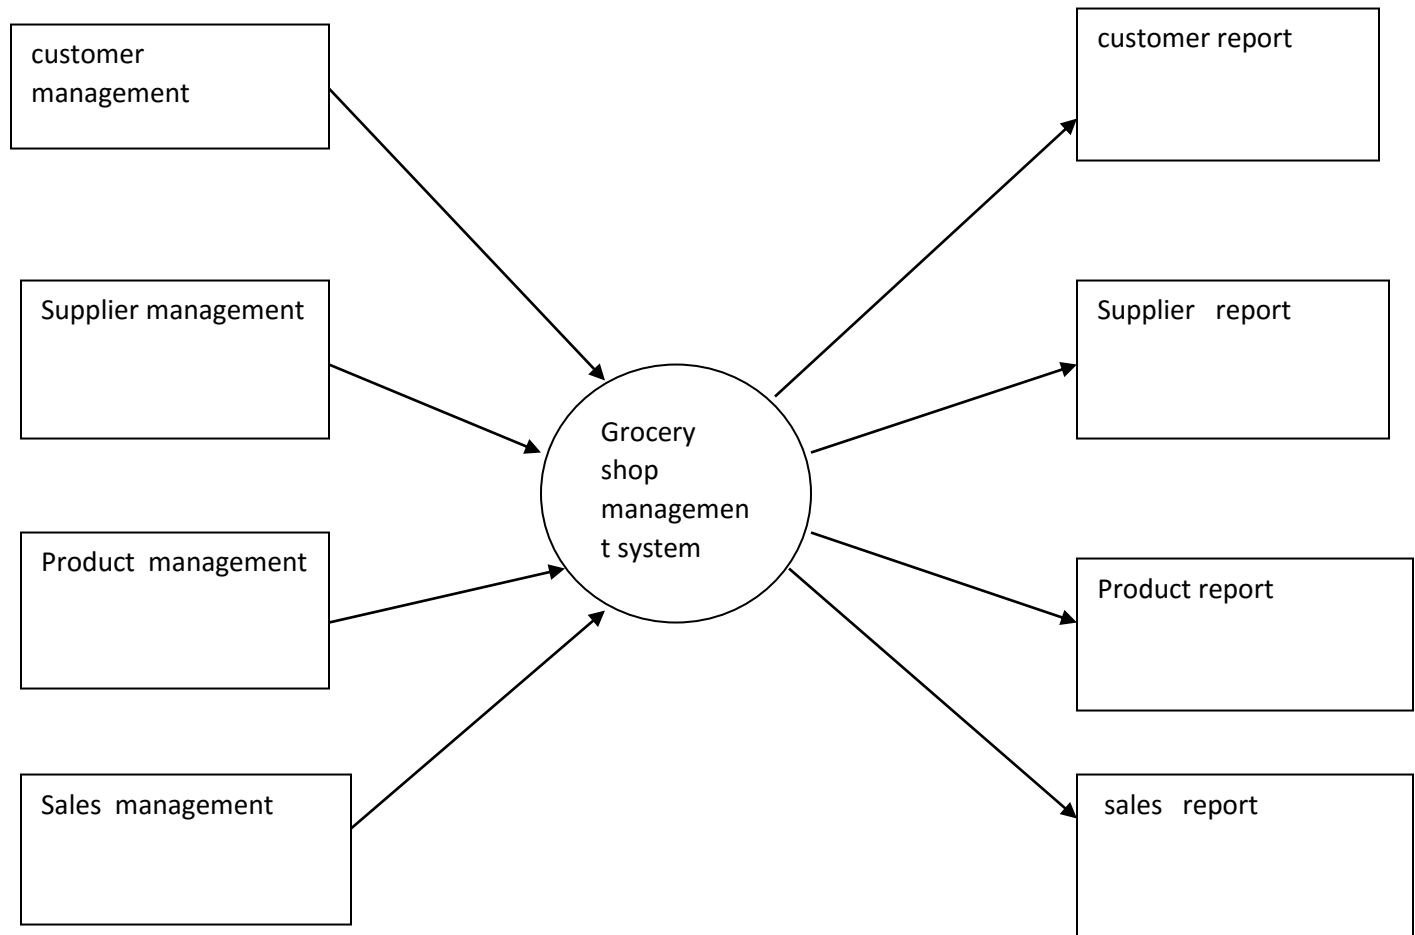 customer
management
customer report
Supplier management
Supplier report
Grocery
shop
managemen
t system
Product management
Product report
Sales management
sales report